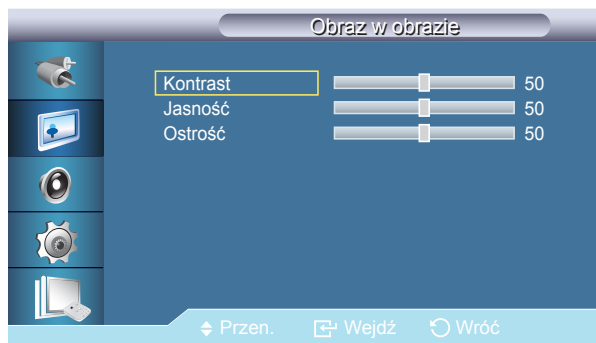 Obraz w obrazie
Kontrast 50
Jasność 50
Ostrość 50
Przen. Wejdź Wróć